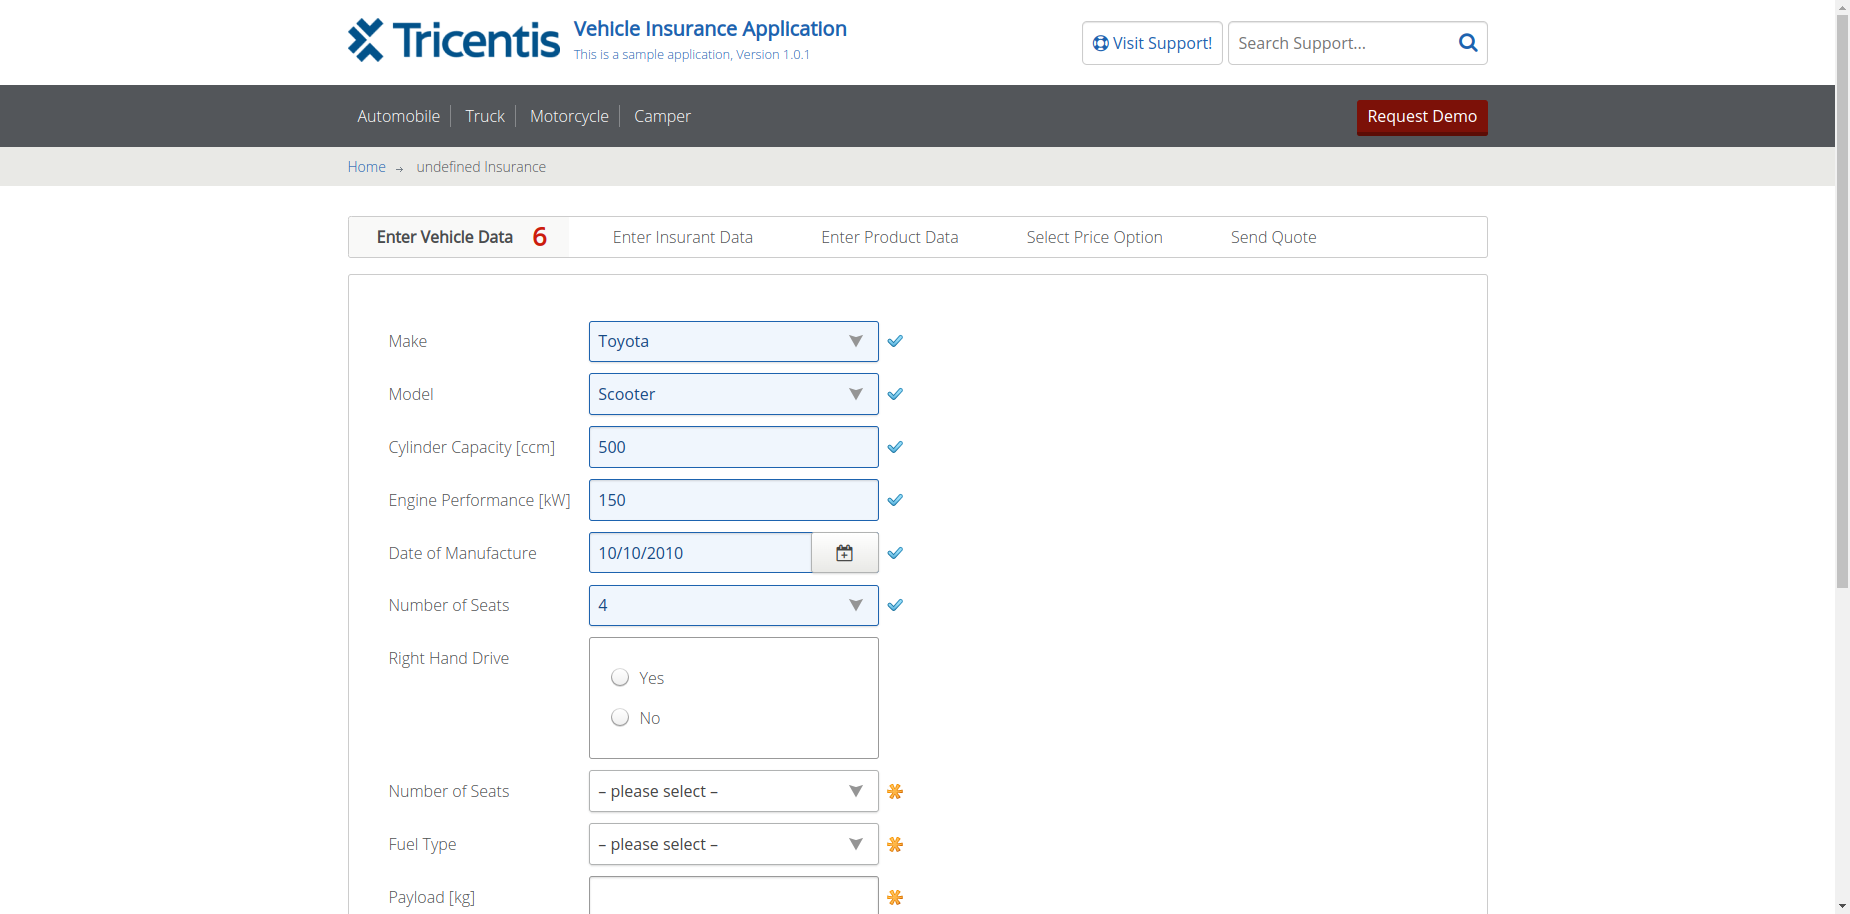 Tricentis
Vehicle Insurance Application
This is a sample application, Version 1.0.1
Visit Support!
Search Support...
Automobile
Truck
Motorcycle
Camper
Request Demo
Home
undefined Insurance
Enter Vehicle Data 6
Enter Insurant Data
Enter Product Data
Select Price Option
Send Quote
Make
Toyota
Model
Scooter
Cylinder Capacity [ccm]
500
Engine Performance [kW]
150
Date of Manufacture
10/10/2010
Number of Seats
4
Right Hand Drive
Yes
No
Number of Seats
– please select –
Fuel Type
– please select –
Payload [kg]